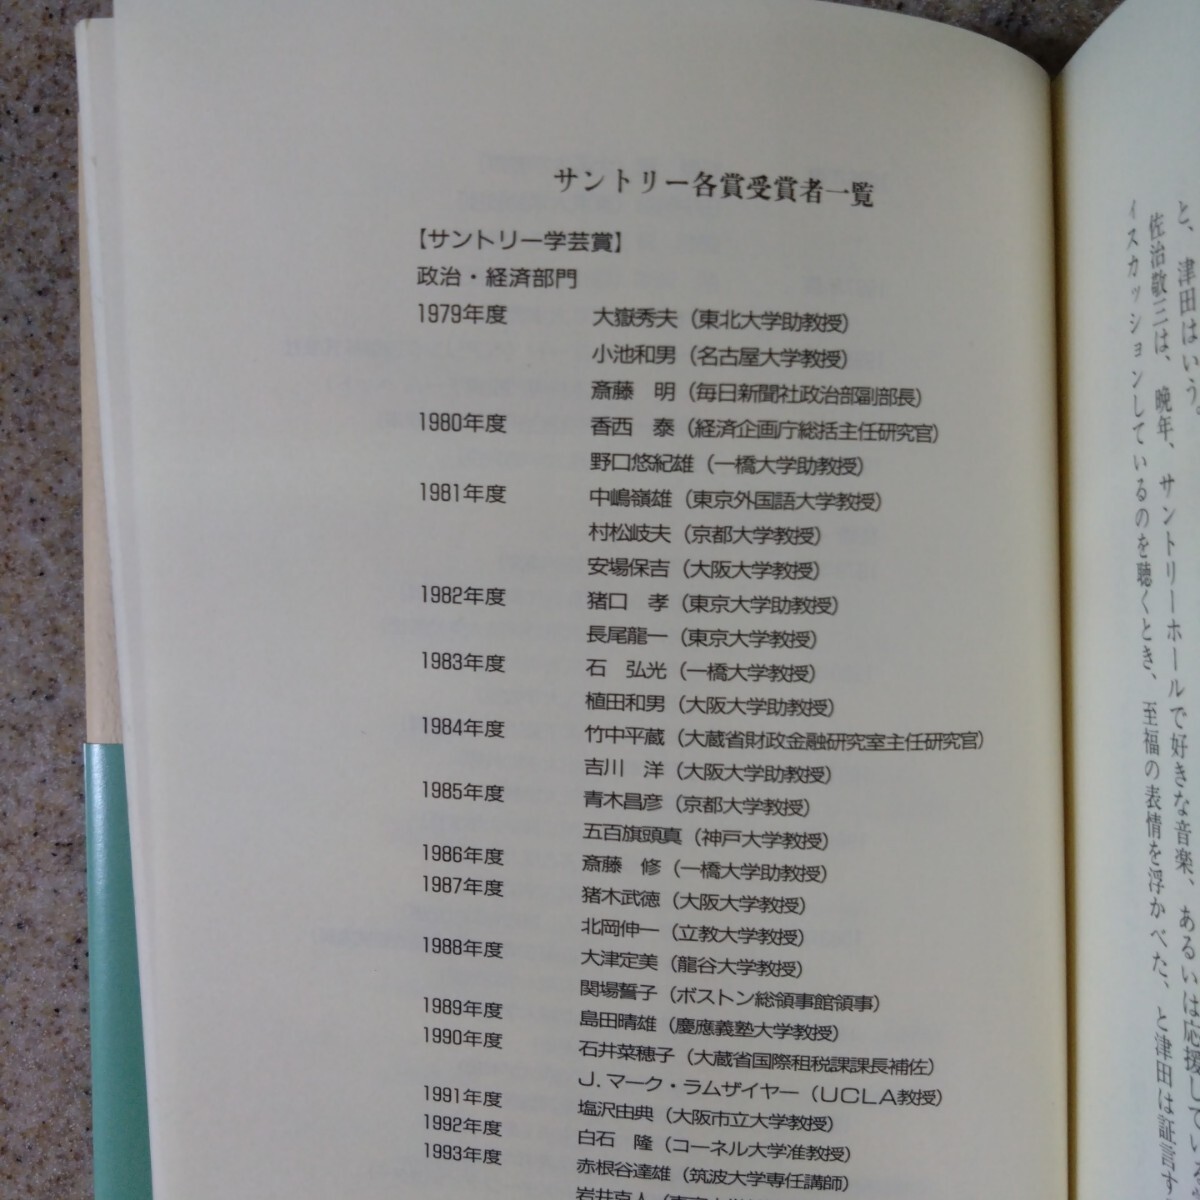 サントリー各賞受賞者一覧
【サントリー学芸賞】
政治・経済部門
1979年度 大嶽秀夫(東北大学助教授)
小池和男(名古屋大学教授)
斎藤 明(毎日新聞社政治部副部長)
1980年度 香西 泰(経済企画庁総括主任研究官)
野口悠紀雄(一橋大学助教授)
1981年度 中嶋嶺雄(東京外国語大学教授)
村松岐夫(京都大学教授)
安場保吉(大阪大学教授)
1982年度 猪口 孝(東京大学助教授)
長尾龍一(東京大学教授)
1983年度 石 弘光(一橋大学教授)
植田和男(大阪大学助教授)
1984年度 竹中平蔵(大蔵省財政金融研究室主任研究官)
吉川 洋(大阪大学助教授)
1985年度 青木昌彦(京都大学教授)
五百旗頭真(神戸大学教授)
1986年度 斎藤 修(一橋大学助教授)
1987年度 猪木武徳(大阪大学教授)
北岡伸一(立教大学教授)
1988年度 大津定美(龍谷大学教授)
関場誓子(ボストン総領事館領事)
1989年度 島田晴雄(慶應義塾大学教授)
1990年度 石井菜穂子(大蔵省国際租税課課長補佐)
J.マーク・ラムザイヤー(UCLA教授)
1991年度 塩沢由典(大阪市立大学教授)
1992年度 白石 隆(コーネル大学准教授)
1993年度 赤根谷達雄(筑波大学専任講師)
岩井克人
と、津田はいう。
佐治敬三は、晩年、サントリーホールで好きな音楽、あるいは応援している
ィスカッションしているのを聴くとき、至福の表情を浮かべた、と津田は証言す